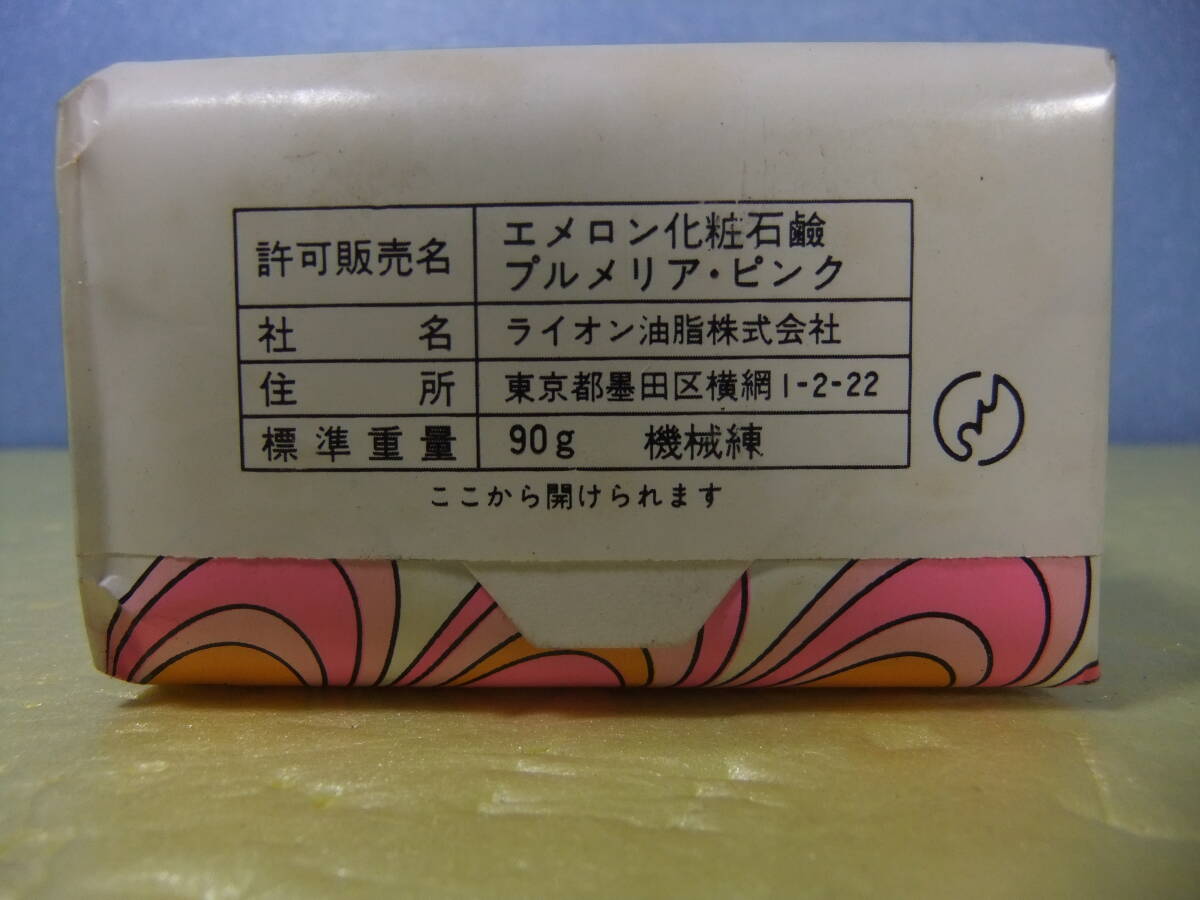 許可販売名 エメロン化粧石鹼
プルメリア・ピンク
社名 ライオン油脂株式会社
住所 東京都墨田区横網1-2-22
標準重量 90g 機械練
ここから開けられます